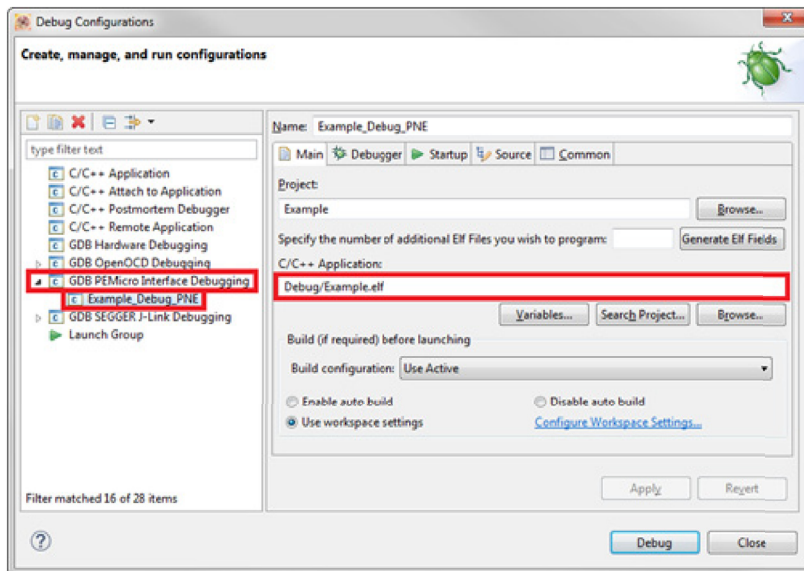 Debug Configurations
Create, manage, and run configurations
type filter text
C/C++ Application
C/C++ Attach to Application
C/C++ Postmortem Debugger
C/C++ Remote Application
GDB Hardware Debugging
GDB OpenOCD Debugging
GDB PEMicro Interface Debugging
Example_Debug_PNE
GDB SEGGER J-Link Debugging
Launch Group
Filter matched 16 of 28 items
Name: Example_Debug_PNE
Main Debugger Startup Source Common
Project:
Example Browse...
Specify the number of additional Elf Files you wish to program: Generate Elf Fields
C/C++ Application:
Debug/Example.elf
Variables... Search Project... Browse...
Build (if required) before launching
Build configuration: Use Active
Enable auto build Disable auto build
Use workspace settings Configure Workspace Settings...
Apply Revert
? Debug Close